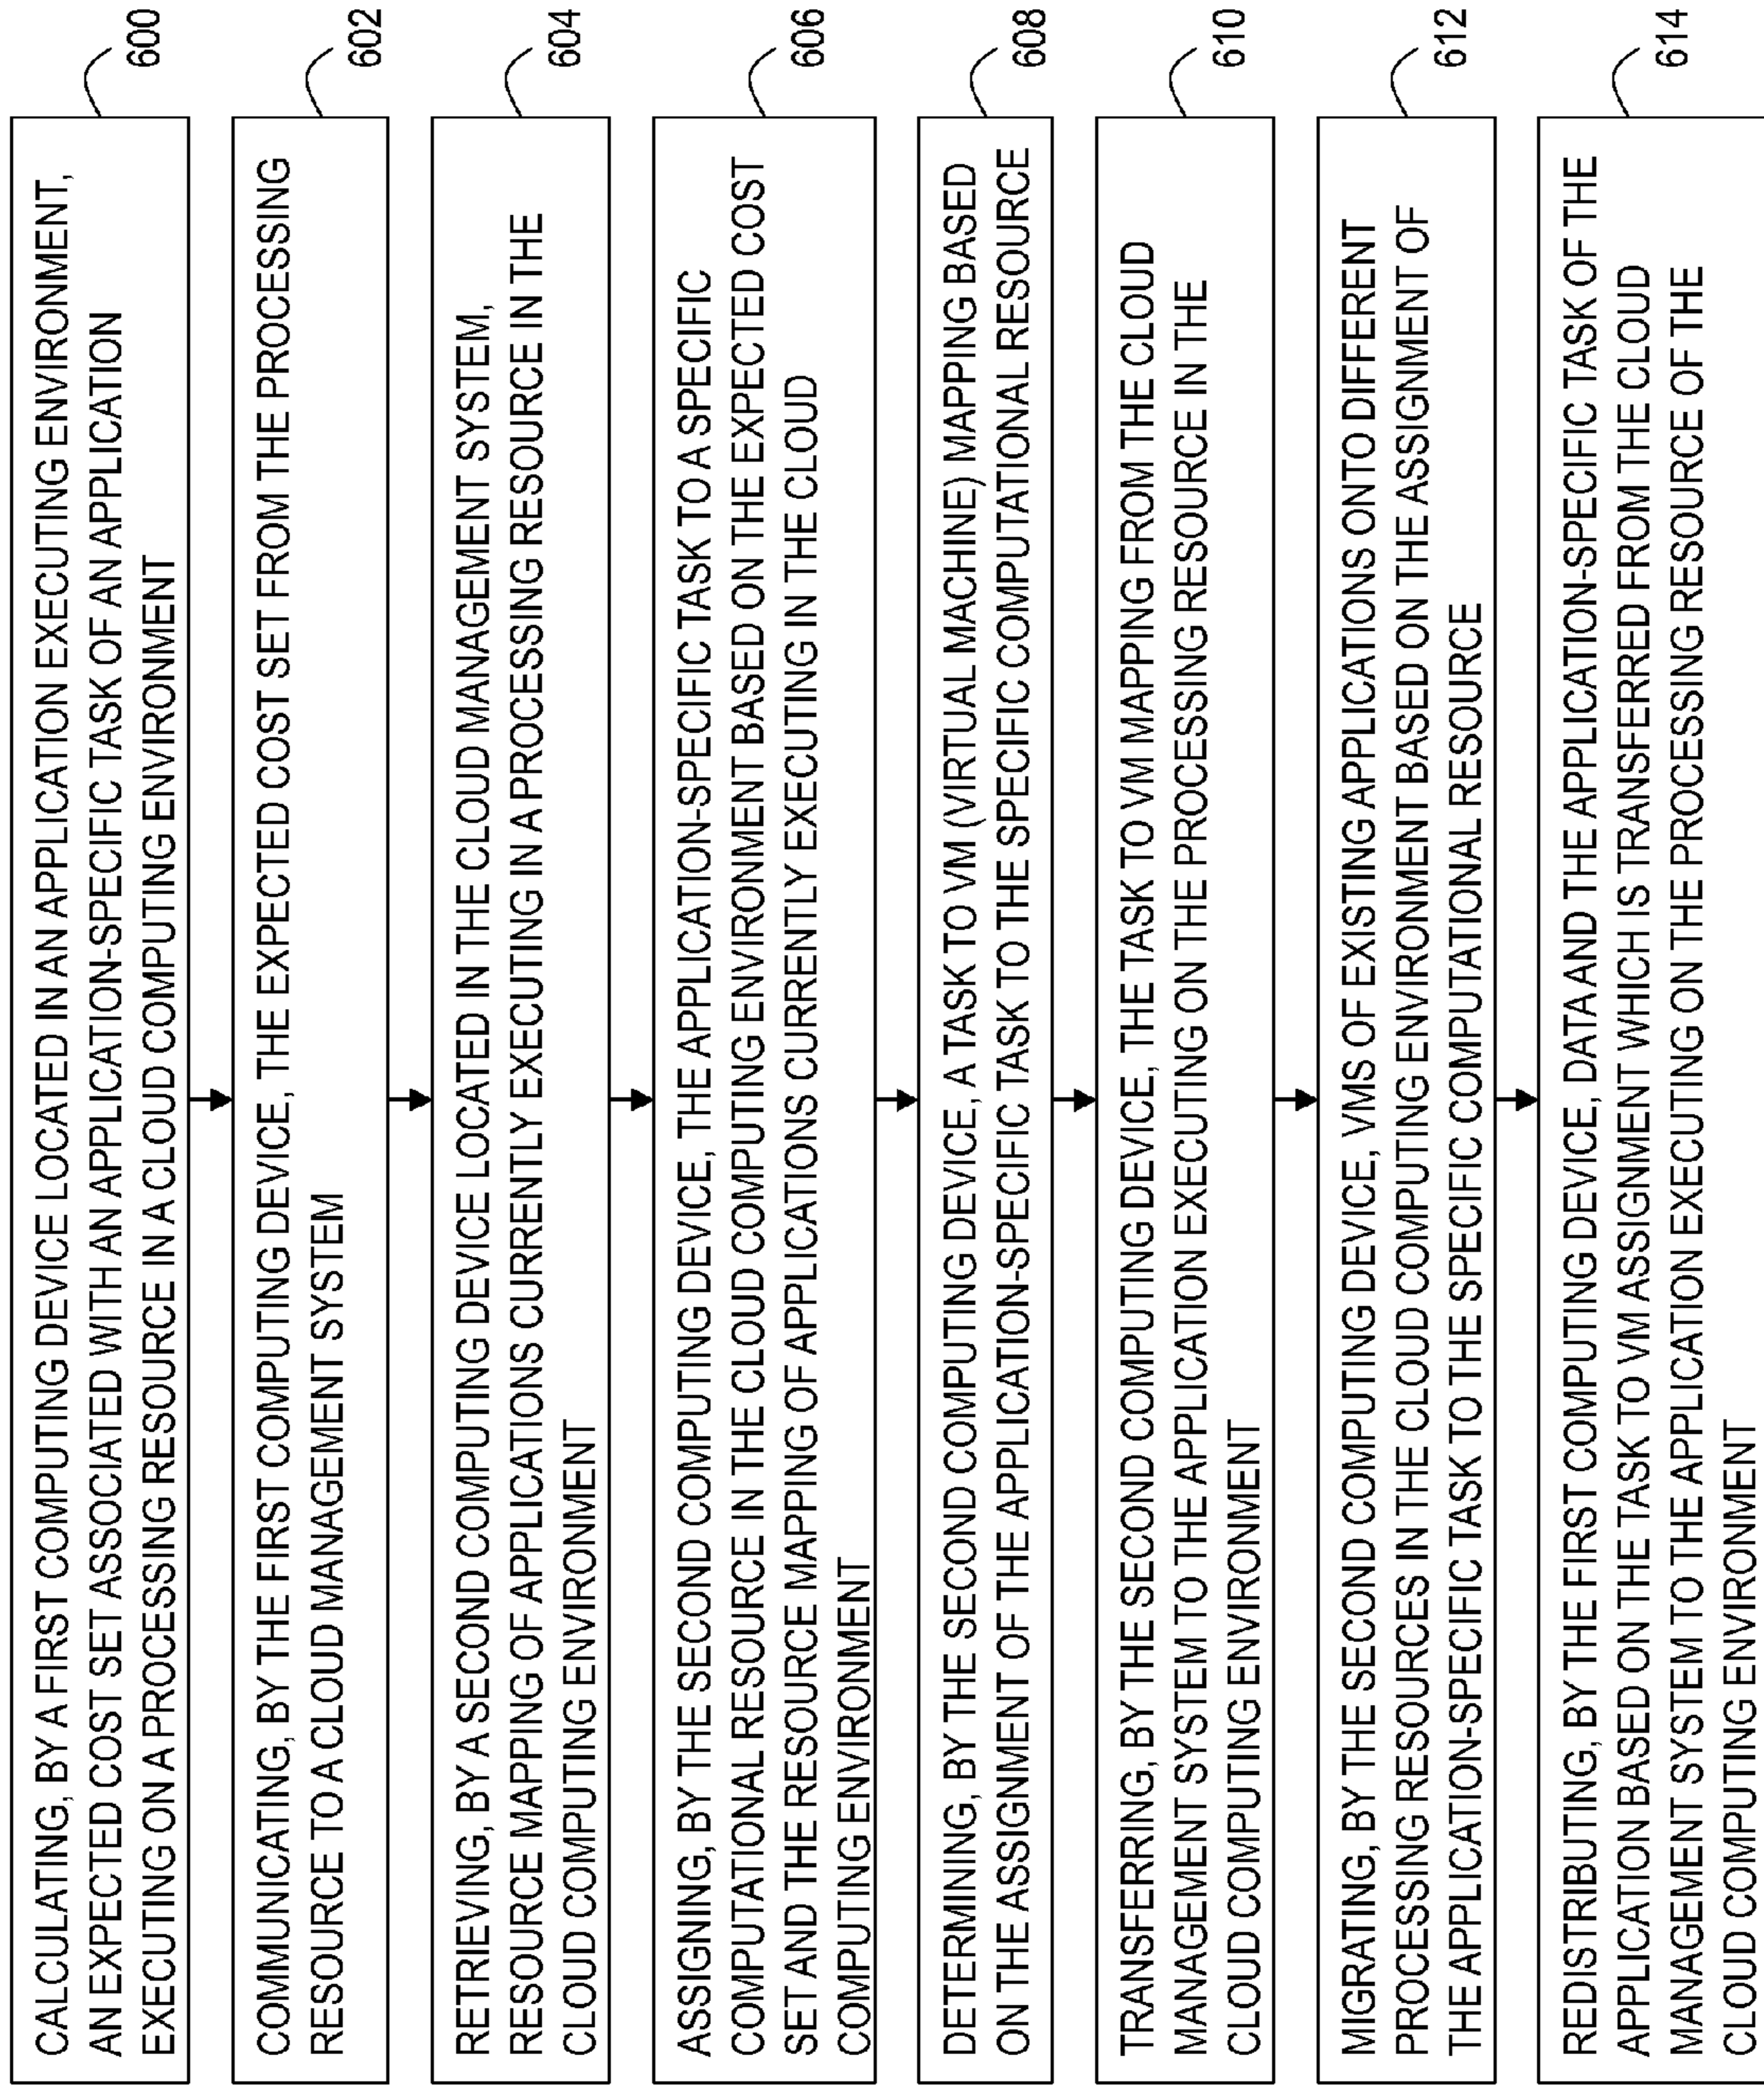 CALCULATING, BY A FIRST COMPUTING DEVICE LOCATED IN AN APPLICATION EXECUTING ENVIRONMENT,
AN EXPECTED COST SET ASSOCIATED WITH AN APPLICATION-SPECIFIC TASK OF AN APPLICATION
EXECUTING ON A PROCESSING RESOURCE IN A CLOUD COMPUTING ENVIRONMENT
600
COMMUNICATING, BY THE FIRST COMPUTING DEVICE, THE EXPECTED COST SET FROM THE PROCESSING
RESOURCE TO A CLOUD MANAGEMENT SYSTEM
602
RETRIEVING, BY A SECOND COMPUTING DEVICE LOCATED IN THE CLOUD MANAGEMENT SYSTEM,
RESOURCE MAPPING OF APPLICATIONS CURRENTLY EXECUTING IN A PROCESSING RESOURCE IN THE
CLOUD COMPUTING ENVIRONMENT
604
ASSIGNING, BY THE SECOND COMPUTING DEVICE, THE APPLICATION-SPECIFIC TASK TO A SPECIFIC
COMPUTATIONAL RESOURCE IN THE CLOUD COMPUTING ENVIRONMENT BASED ON THE EXPECTED COST
SET AND THE RESOURCE MAPPING OF APPLICATIONS CURRENTLY EXECUTING IN THE CLOUD
COMPUTING ENVIRONMENT
606
DETERMINING, BY THE SECOND COMPUTING DEVICE, A TASK TO VM (VIRTUAL MACHINE) MAPPING BASED
ON THE ASSIGNMENT OF THE APPLICATION-SPECIFIC TASK TO THE SPECIFIC COMPUTATIONAL RESOURCE
608
TRANSFERRING, BY THE SECOND COMPUTING DEVICE, THE TASK TO VM MAPPING FROM THE CLOUD
MANAGEMENT SYSTEM TO THE APPLICATION EXECUTING ON THE PROCESSING RESOURCE IN THE
CLOUD COMPUTING ENVIRONMENT
610
MIGRATING, BY THE SECOND COMPUTING DEVICE, VMS OF EXISTING APPLICATIONS ONTO DIFFERENT
PROCESSING RESOURCES IN THE CLOUD COMPUTING ENVIRONMENT BASED ON THE ASSIGNMENT OF
THE APPLICATION-SPECIFIC TASK TO THE SPECIFIC COMPUTATIONAL RESOURCE
612
REDISTRIBUTING, BY THE FIRST COMPUTING DEVICE, DATA AND THE APPLICATION-SPECIFIC TASK OF THE
APPLICATION BASED ON THE TASK TO VM ASSIGNMENT WHICH IS TRANSFERRED FROM THE CLOUD
MANAGEMENT SYSTEM TO THE APPLICATION EXECUTING ON THE PROCESSING RESOURCE OF THE
CLOUD COMPUTING ENVIRONMENT
614